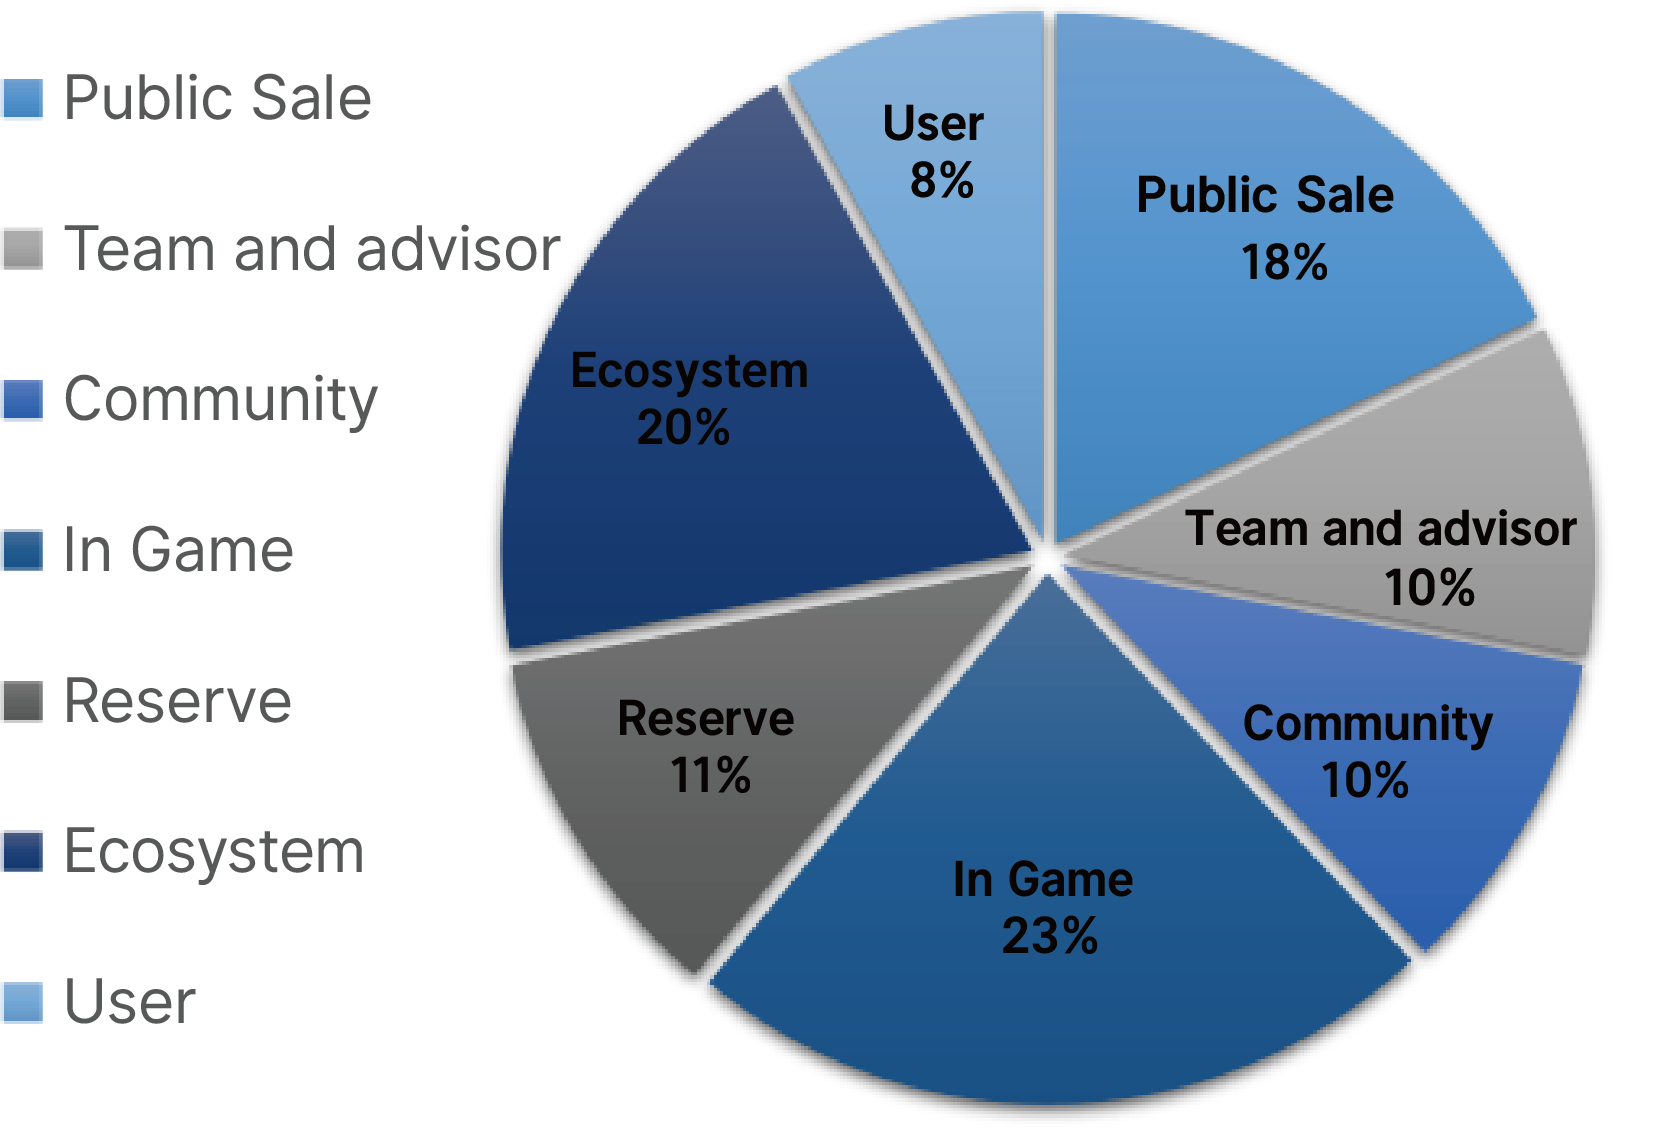 Public Sale
Team and advisor
Community
In Game
Reserve
Ecosystem
User
User
8%
Public Sale
18%
Ecosystem
20%
Team and advisor
10%
Reserve
11%
Community
10%
In Game
23%